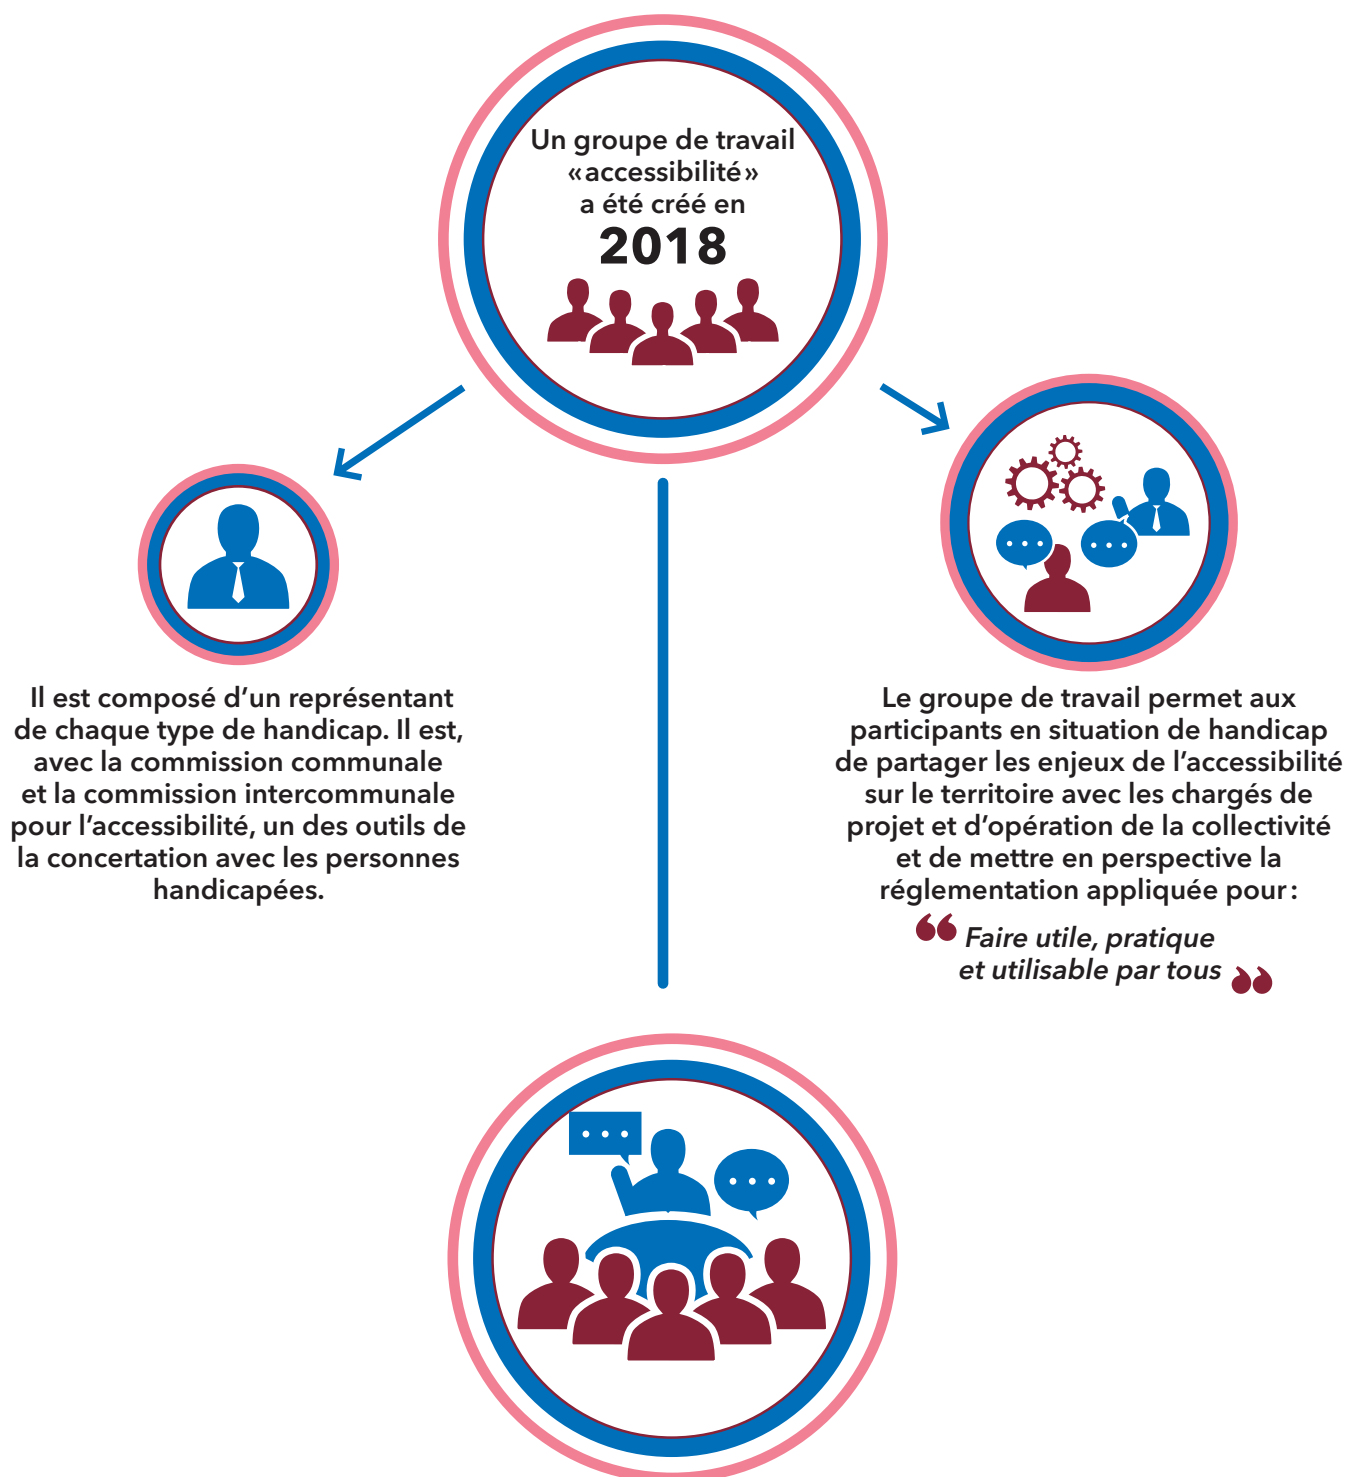 Un groupe de travail
«accessibilité»
a été créé en
2018
Il est composé d’un représentant
de chaque type de handicap. Il est,
avec la commission communale
et la commission intercommunale
pour l’accessibilité, un des outils de
la concertation avec les personnes
handicapées.
Le groupe de travail permet aux
participants en situation de handicap
de partager les enjeux de l’accessibilité
sur le territoire avec les chargés de
projet et d’opération de la collectivité
et de mettre en perspective la
réglementation appliquée pour :
“ Faire utile, pratique
et utilisable par tous ”